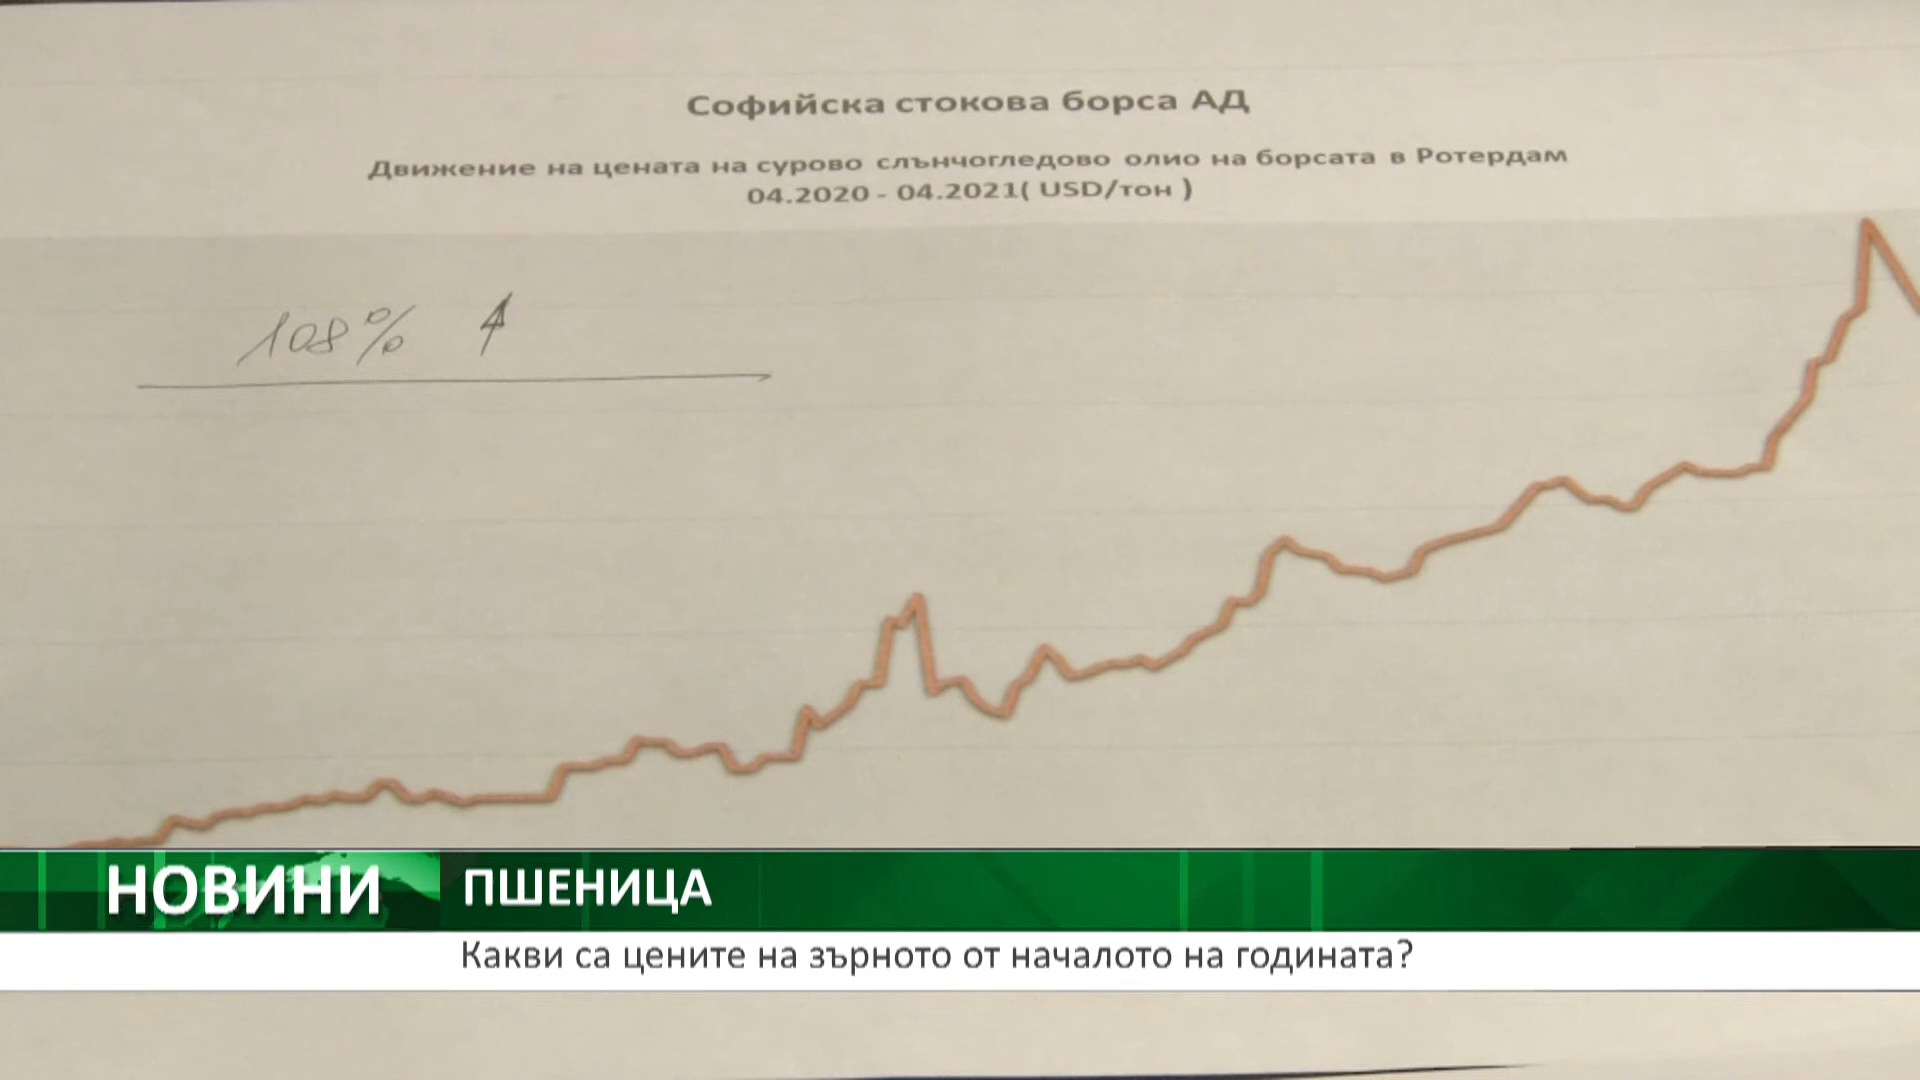 Софийска стокова борса АД
Движение на цената на сурово слънчогледово олио на борсата в Ротердам
04.2020 - 04.2021( USD/тон )
108% ↑
НОВИНИ ПШЕНИЦА
Какви са цените на зърното от началото на годината?